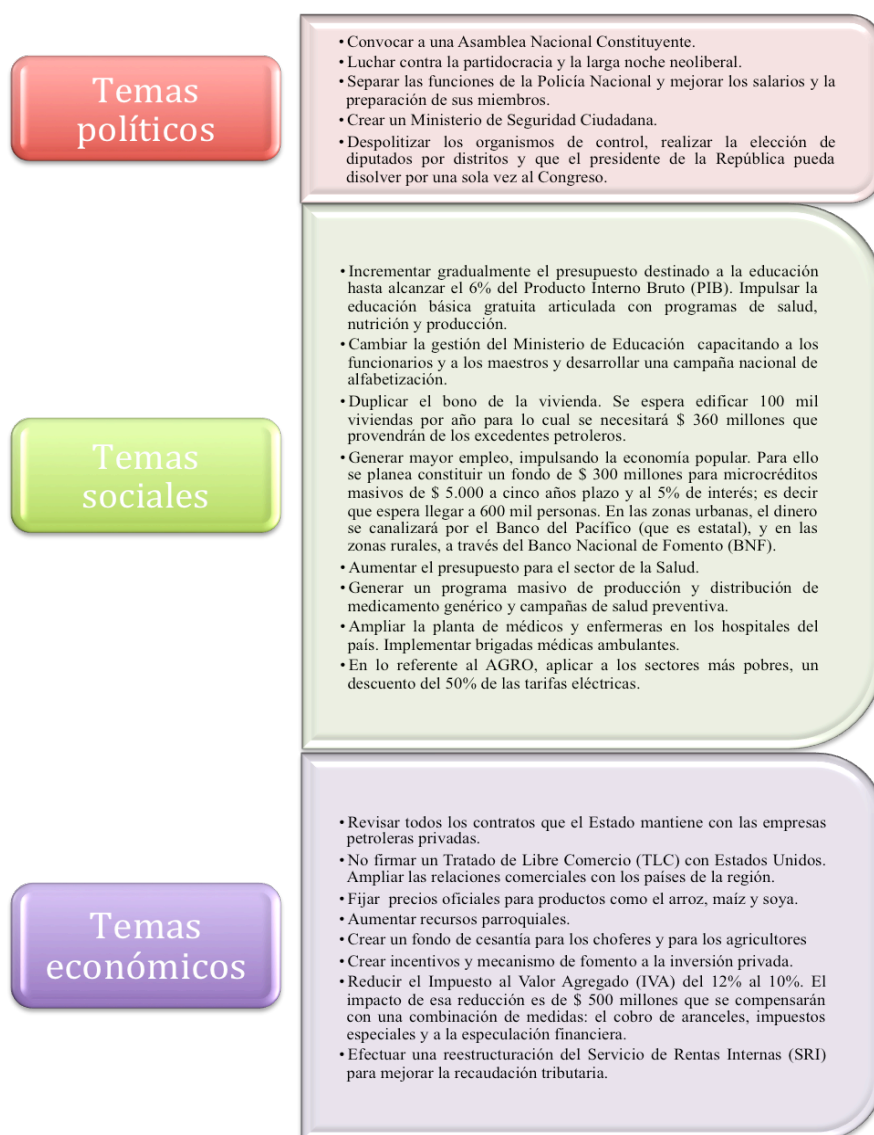 Temas
políticos
• Convocar a una Asamblea Nacional Constituyente.
• Luchar contra la partidocracia y la larga noche neoliberal.
• Separar las funciones de la Policía Nacional y mejorar los salarios y la
preparación de sus miembros.
• Crear un Ministerio de Seguridad Ciudadana.
• Despolitizar los organismos de control, realizar la elección de
diputados por distritos y que el presidente de la República pueda
disolver por una sola vez al Congreso.
Temas
sociales
• Incrementar gradualmente el presupuesto destinado a la educación
hasta alcanzar el 6% del Producto Interno Bruto (PIB). Impulsar la
educación básica gratuita articulada con programas de salud,
nutrición y producción.
• Cambiar la gestión del Ministerio de Educación capacitando a los
funcionarios y a los maestros y desarrollar una campaña nacional de
alfabetización.
• Duplicar el bono de la vivienda. Se espera edificar 100 mil
viviendas por año para lo cual se necesitará $ 360 millones que
provendrán de los excedentes petroleros.
• Generar mayor empleo, impulsando la economía popular. Para ello
se planea constituir un fondo de $ 300 millones para microcréditos
masivos de $ 5.000 a cinco años plazo y al 5% de interés; es decir
que espera llegar a 600 mil personas. En las zonas urbanas, el dinero
se canalizará por el Banco del Pacífico (que es estatal), y en las
zonas rurales, a través del Banco Nacional de Fomento (BNF).
• Aumentar el presupuesto para el sector de la Salud.
• Generar un programa masivo de producción y distribución de
medicamento genérico y campañas de salud preventiva.
• Ampliar la planta de médicos y enfermeras en los hospitales del
país. Implementar brigadas médicas ambulantes.
• En lo referente al AGRO, aplicar a los sectores más pobres, un
descuento del 50% de las tarifas eléctricas.
Temas
económicos
• Revisar todos los contratos que el Estado mantiene con las empresas
petroleras privadas.
• No firmar un Tratado de Libre Comercio (TLC) con Estados Unidos.
Ampliar las relaciones comerciales con los países de la región.
• Fijar precios oficiales para productos como el arroz, maíz y soya.
• Aumentar recursos parroquiales.
• Crear un fondo de cesantía para los choferes y para los agricultores
• Crear incentivos y mecanismo de fomento a la inversión privada.
• Reducir el Impuesto al Valor Agregado (IVA) del 12% al 10%. El
impacto de esa reducción es de $ 500 millones que se compensarán
con una combinación de medidas: el cobro de aranceles, impuestos
especiales y a la especulación financiera.
• Efectuar una reestructuración del Servicio de Rentas Internas (SRI)
para mejorar la recaudación tributaria.